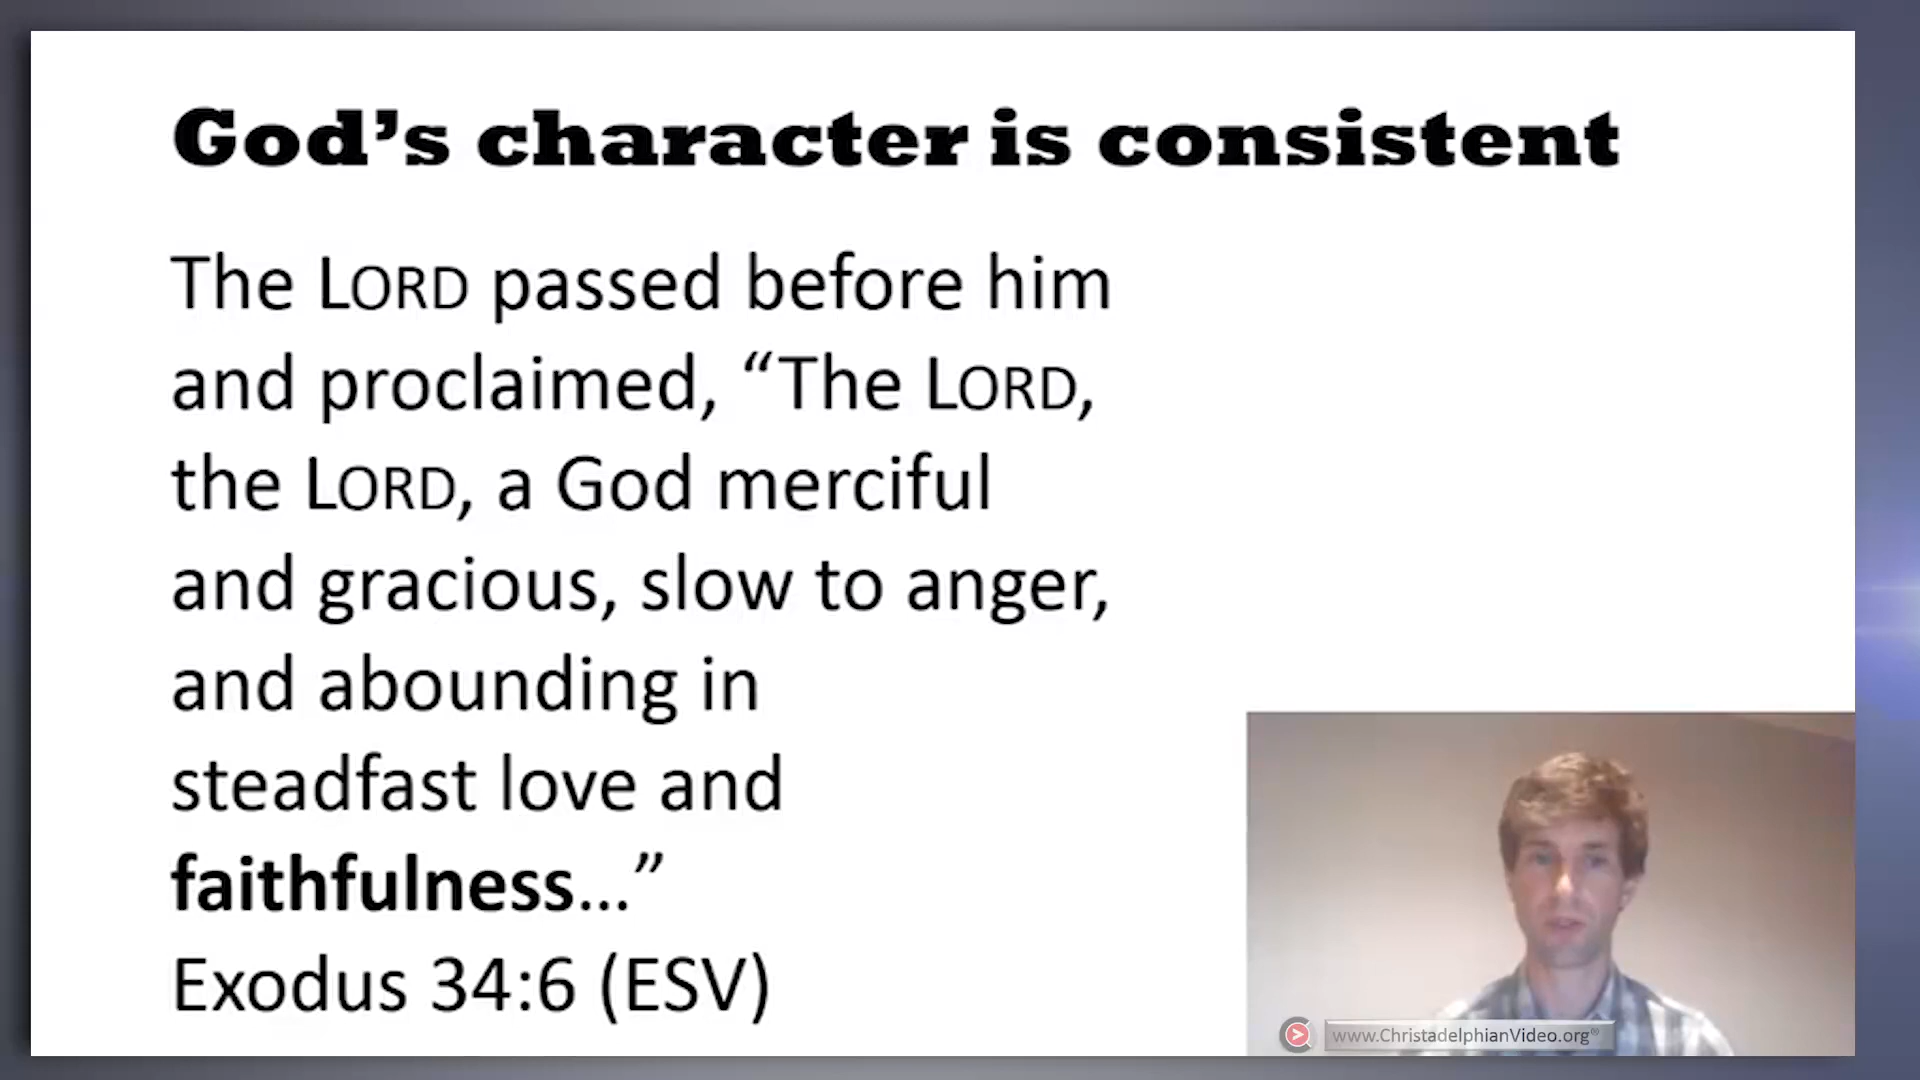 God’s character is consistent
The LORD passed before him
and proclaimed, “The LORD,
the LORD, a God merciful
and gracious, slow to anger,
and abounding in
steadfast love and
faithfulness...”
Exodus 34:6 (ESV)
www.ChristadelphianVideo.org®